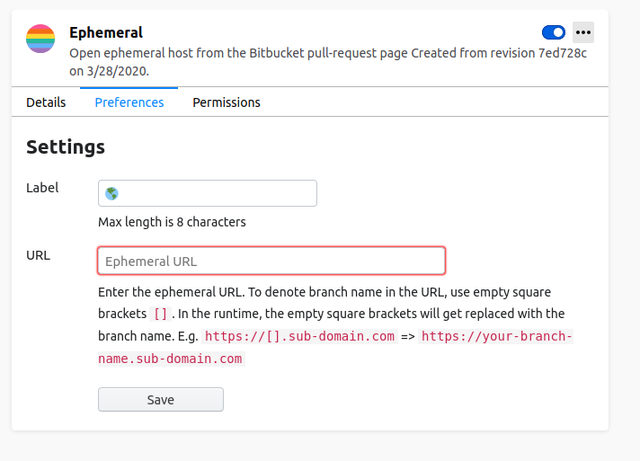 Ephemeral
Open ephemeral host from the Bitbucket pull-request page Created from revision 7ed728c
on 3/28/2020.
Details Preferences Permissions
Settings
Label 🌎
Max length is 8 characters
URL Ephemeral URL
Enter the ephemeral URL. To denote branch name in the URL, use empty square
brackets []. In the runtime, the empty square brackets will get replaced with the
branch name. E.g. https://[].sub-domain.com => https://your-branch-
name.sub-domain.com
Save